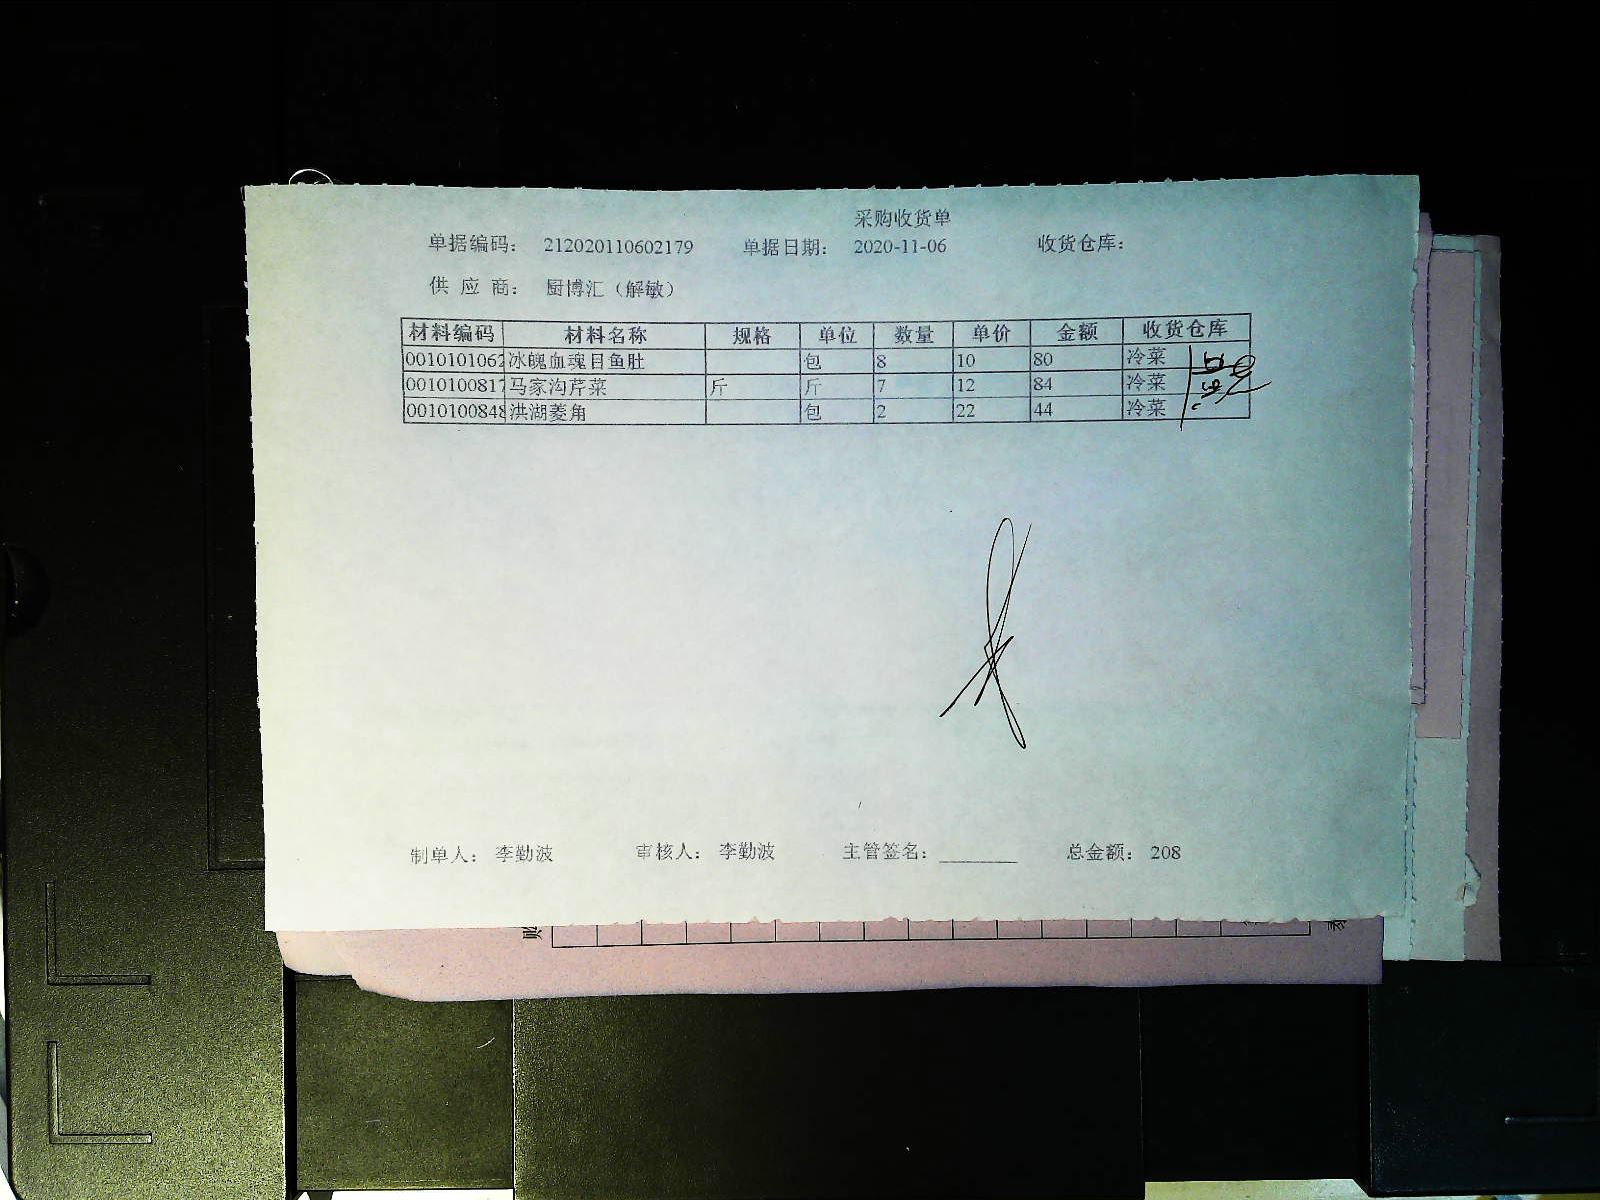 采购收货单
单据编码: 212020110602179 单据日期: 2020-11-06 收货仓库:
供 应 商: 厨博汇（解敏）
材料编码 材料名称 规格 单位 数量 单价 金额 收货仓库
0010101062 冰魄血魂目鱼肚 包 8 10 80 冷菜
0010100817 马家沟芹菜 斤 斤 7 12 84 冷菜
0010100848 洪湖菱角 包 2 22 44 冷菜
制单人: 李勤波 审核人: 李勤波 主管签名: ________ 总金额: 208